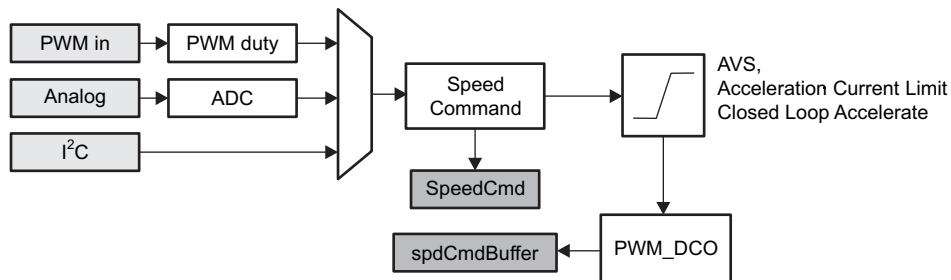 PWM in
PWM duty
Analog
ADC
I²C
Speed
Command
SpeedCmd
AVS,
Acceleration Current Limit
Closed Loop Accelerate
PWM_DCO
spdCmdBuffer